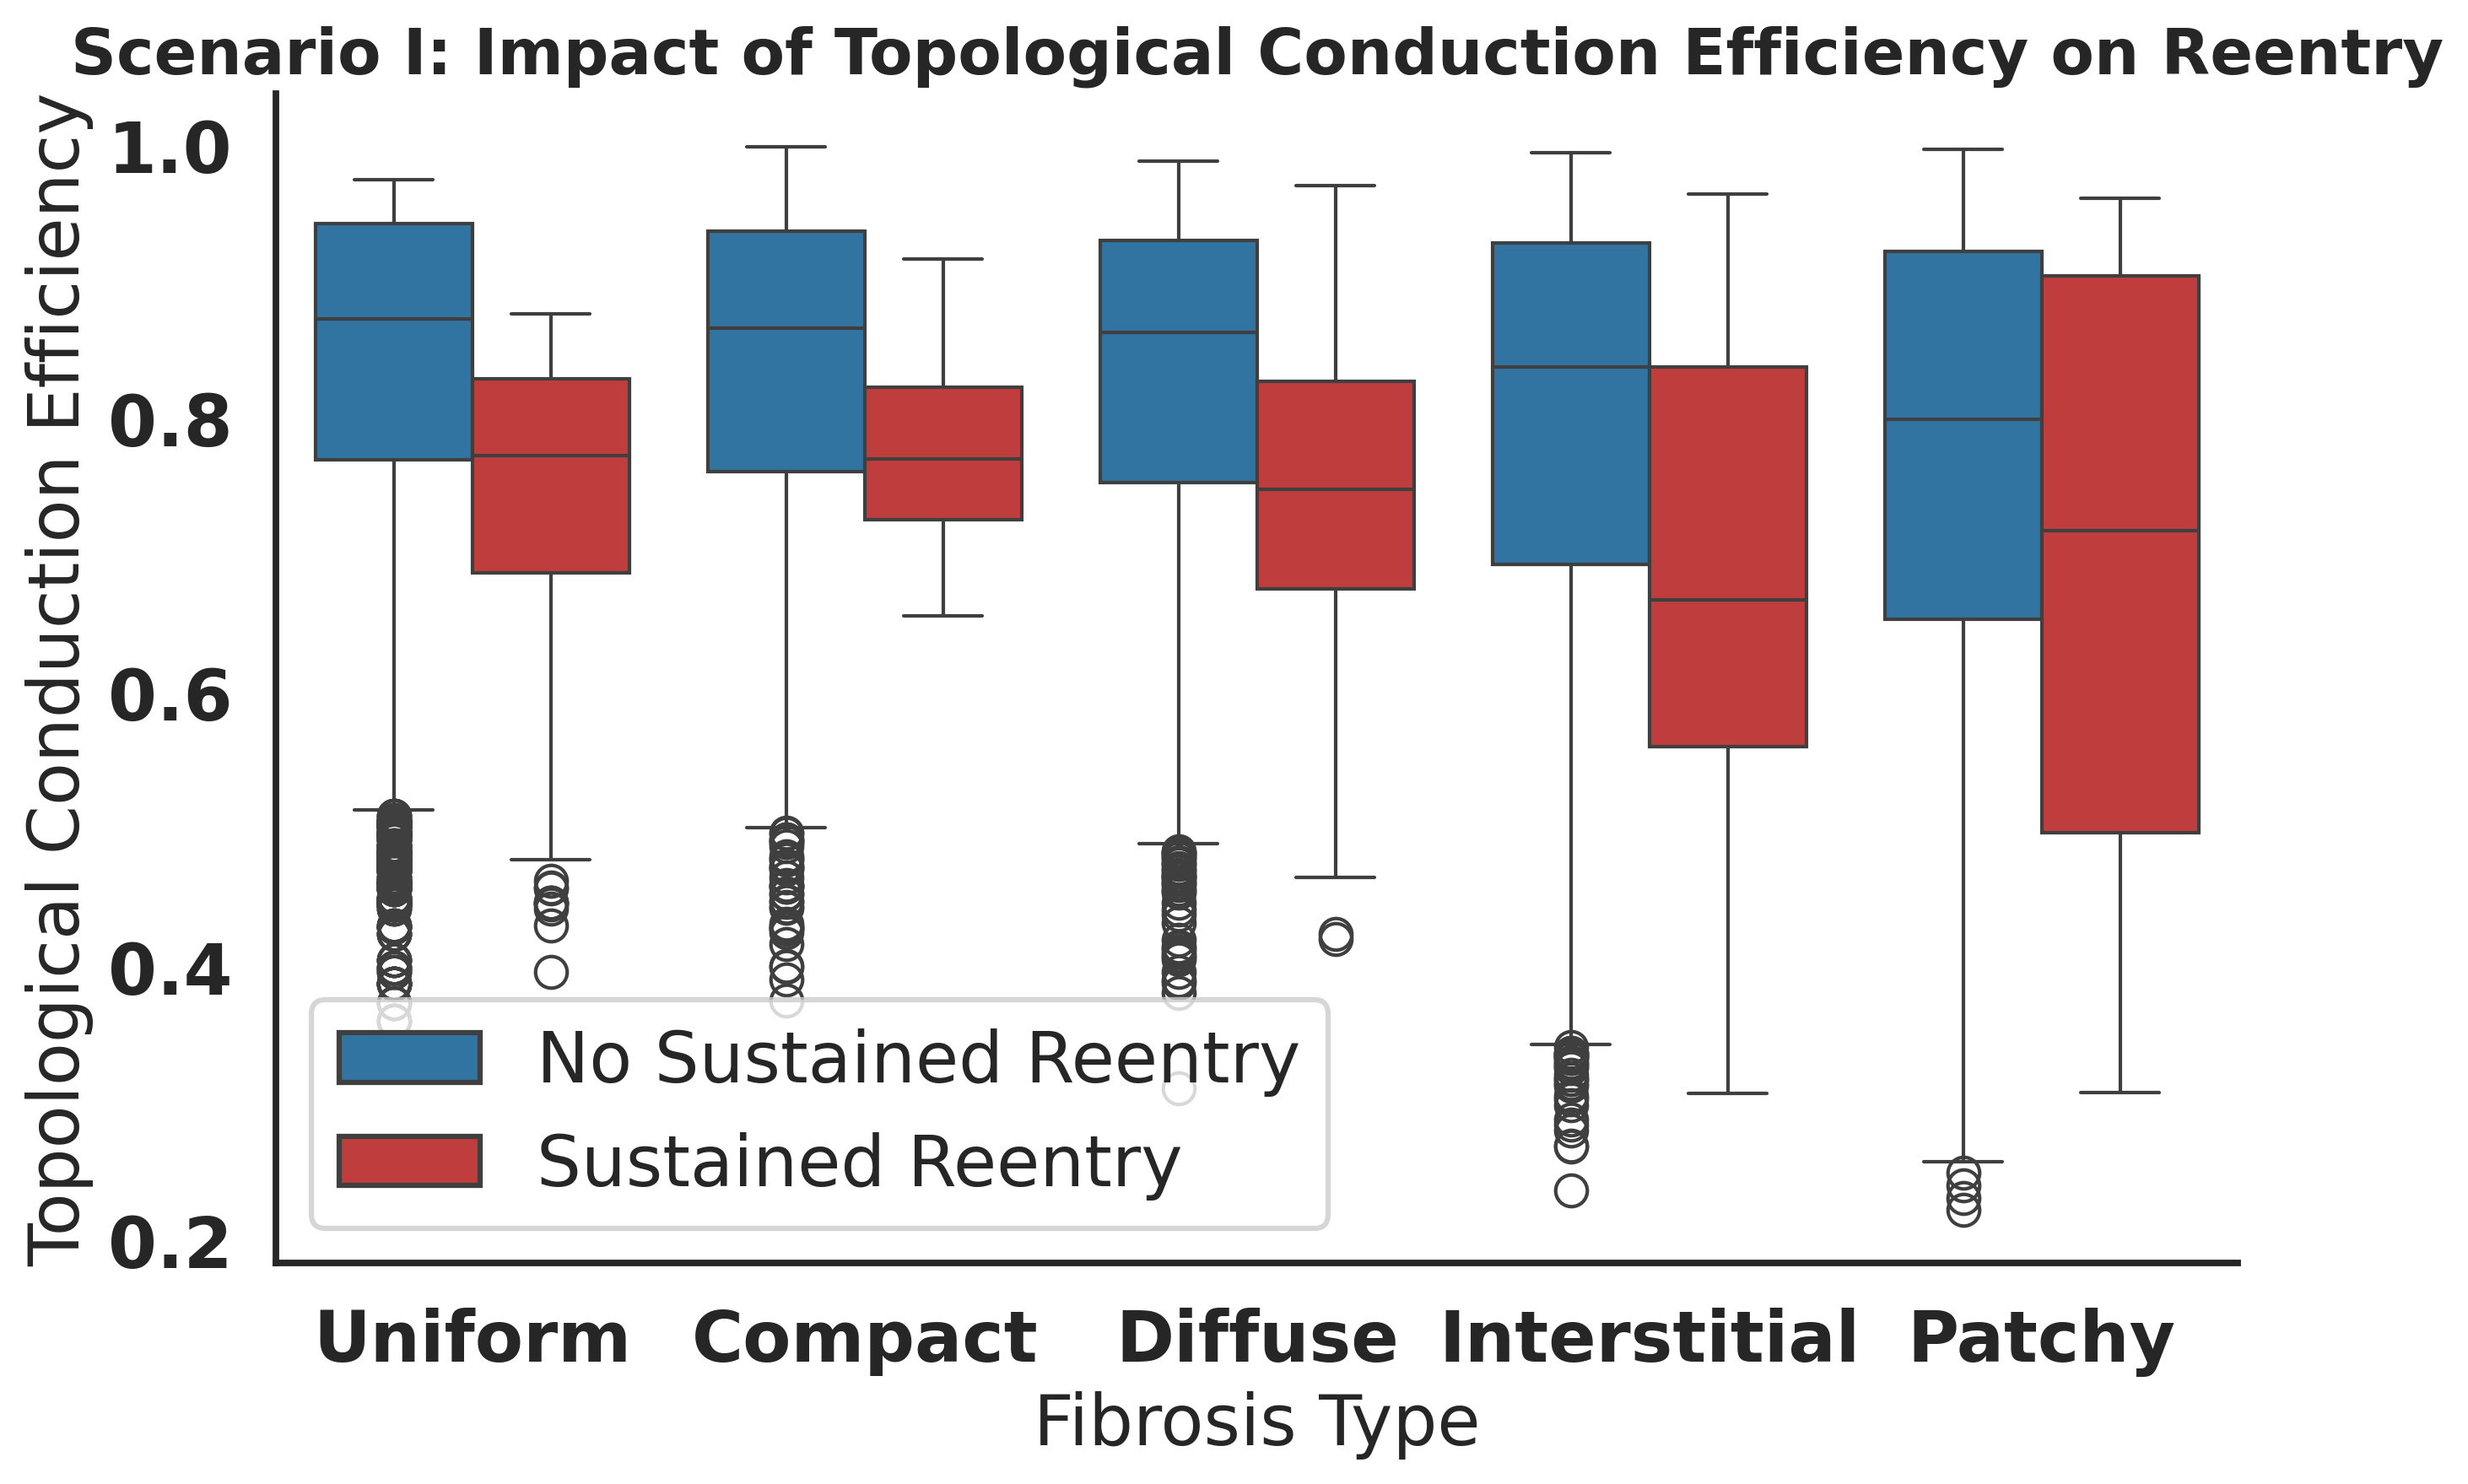 Scenario I: Impact of Topological Conduction Efficiency on Reentry
Topological Conduction Efficiency
1.0
0.8
0.6
0.4
0.2
No Sustained Reentry
Sustained Reentry
Uniform Compact Diffuse Interstitial Patchy
Fibrosis Type